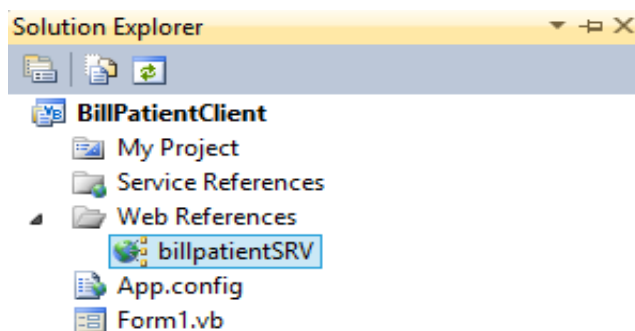 Solution Explorer
BillPatientClient
My Project
Service References
Web References
billpatientSRV
App.config
Form1.vb